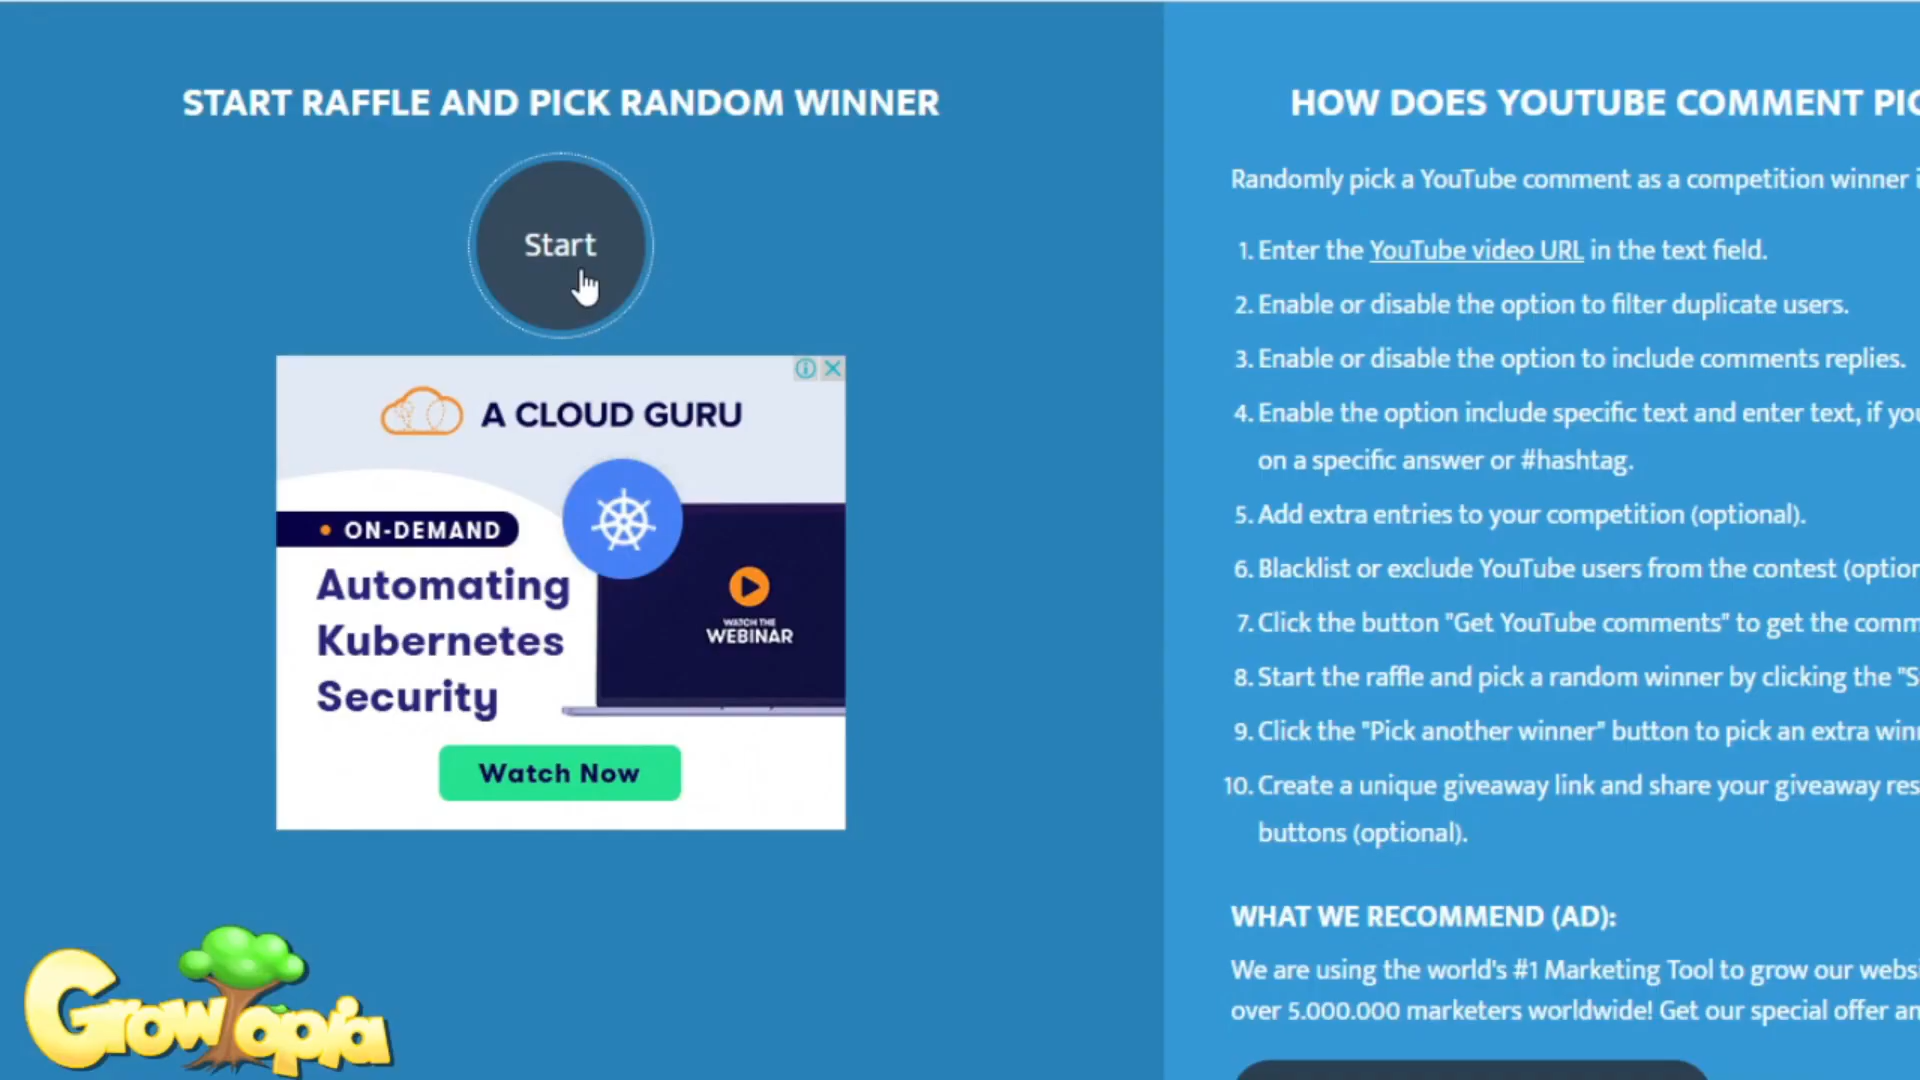 START RAFFLE AND PICK RANDOM WINNER
Start
A CLOUD GURU
ON-DEMAND
Automating
Kubernetes
Security
WATCH THE
WEBINAR
Watch Now
Growtopia
HOW DOES YOUTUBE COMMENT PIC
Randomly pick a YouTube comment as a competition winner i
1. Enter the YouTube video URL in the text field.
2. Enable or disable the option to filter duplicate users.
3. Enable or disable the option to include comments replies.
4. Enable the option include specific text and enter text, if you
on a specific answer or #hashtag.
5. Add extra entries to your competition (optional).
6. Blacklist or exclude YouTube users from the contest (option
7. Click the button "Get YouTube comments" to get the comm
8. Start the raffle and pick a random winner by clicking the "S
9. Click the "Pick another winner" button to pick an extra winn
10. Create a unique giveaway link and share your giveaway res
buttons (optional).
WHAT WE RECOMMEND (AD):
We are using the world's #1 Marketing Tool to grow our websi
over 5.000.000 marketers worldwide! Get our special offer an